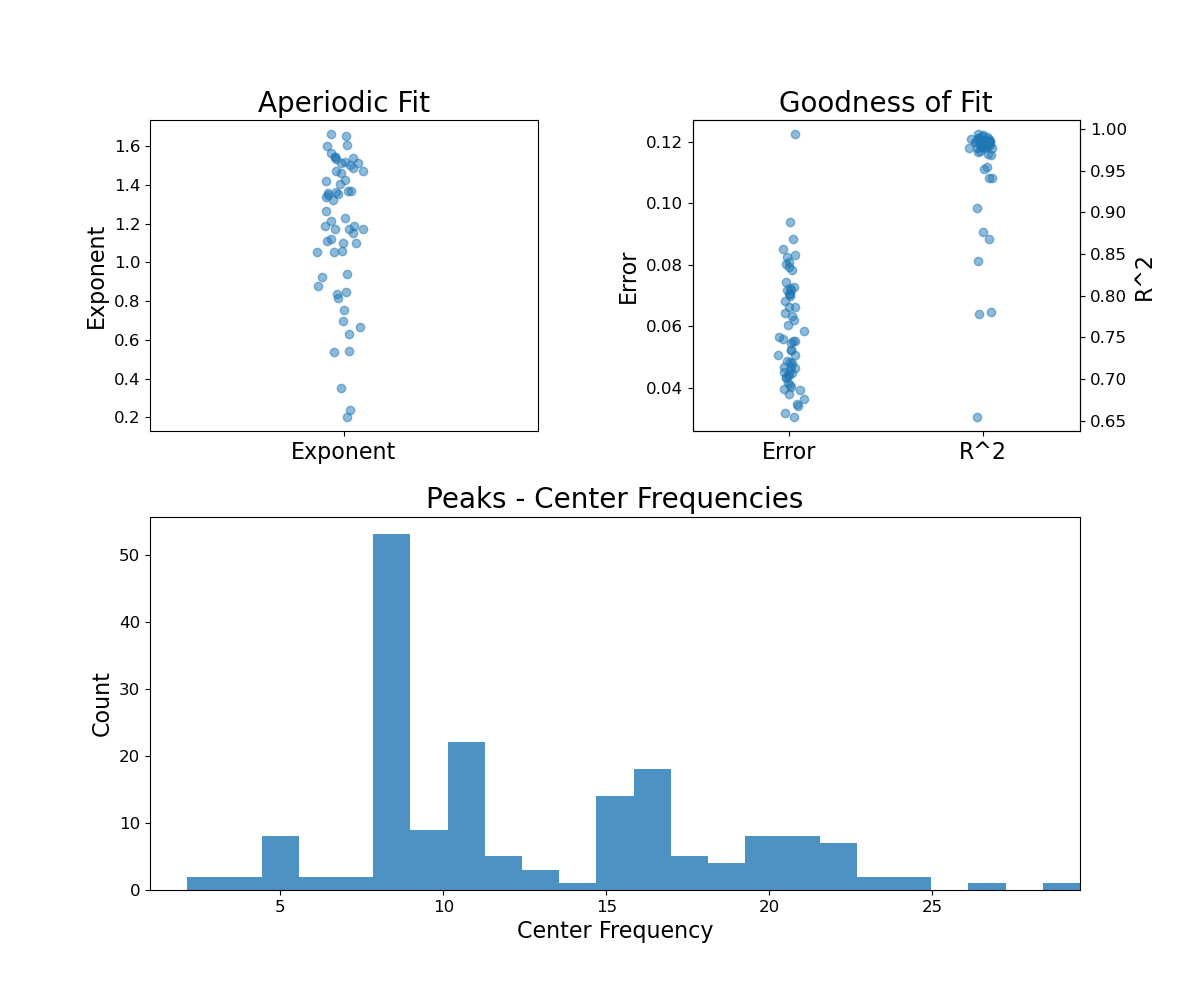 Aperiodic Fit
Exponent
1.6
1.4
1.2
1.0
0.8
0.6
0.4
0.2
Exponent
Goodness of Fit
Error
0.12
0.10
0.08
0.06
0.04
Error R^2
1.00
0.95
0.90
0.85
0.80
0.75
0.70
0.65
R^2
Peaks - Center Frequencies
Count
50
40
30
20
10
0
5 10 15 20 25
Center Frequency